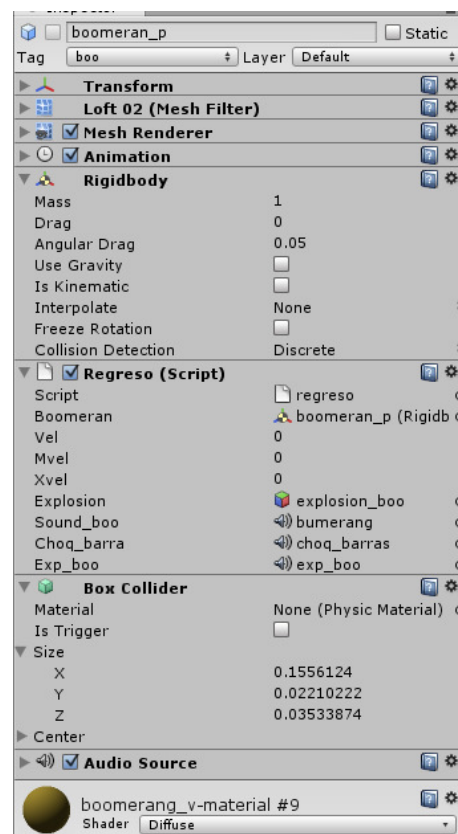 boomeran_p Static
Tag boo Layer Default
Transform
Loft 02 (Mesh Filter)
Mesh Renderer
Animation
Rigidbody
Mass 1
Drag 0
Angular Drag 0.05
Use Gravity
Is Kinematic
Interpolate None
Freeze Rotation
Collision Detection Discrete
Regreso (Script)
Script regreso
Boomeran boomeran_p (Rigidb
Vel 0
Mvel 0
Xvel 0
Explosion explosion_boo
Sound_boo bumerang
Choq_barra choq_barras
Exp_boo exp_boo
Box Collider
Material None (Physic Material)
Is Trigger
Size
X 0.1556124
Y 0.02210222
Z 0.03533874
Center
Audio Source
boomerang_v-material #9
Shader Diffuse